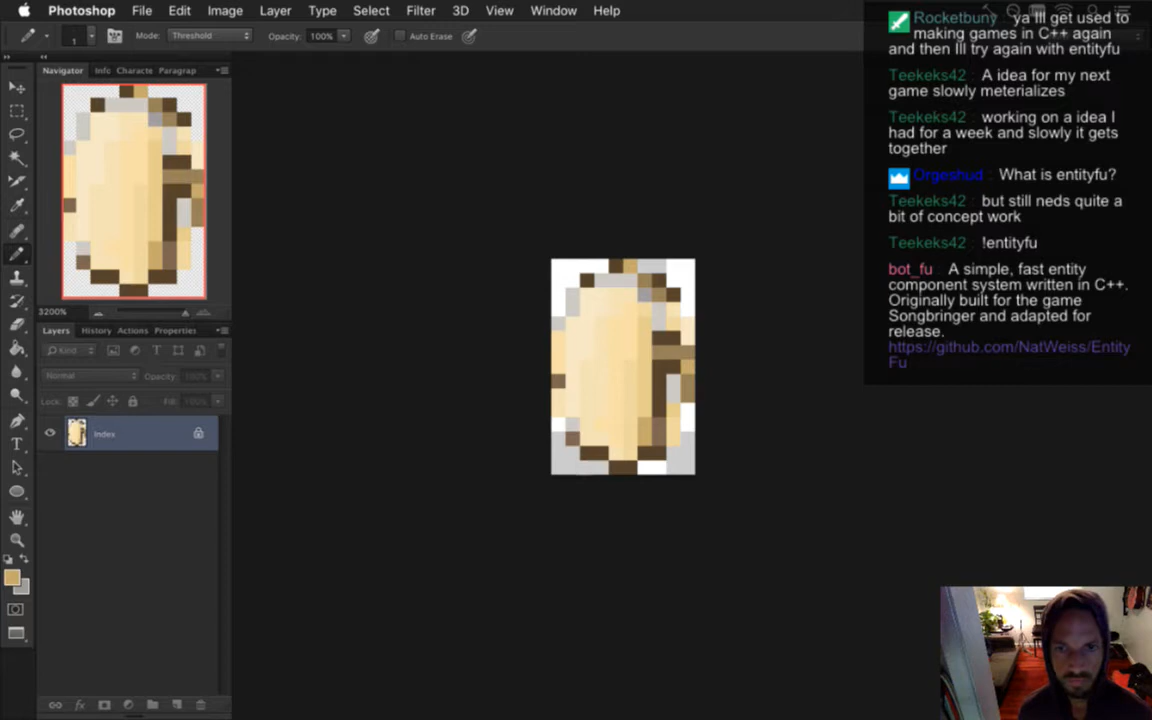 Photoshop File Edit Image Layer Type Select Filter 3D View Window Help
1 Mode: Threshold Opacity: 100% Auto Erase
Navigator Info Characte Paragrap
3200%
Layers History Actions Properties
Kind
Normal Opacity: 100%
Lock: Fill: 100%
Index
Rocketbuny : ya Ill get used to
making games in C++ again
and then Ill try again with entityfu
Teekeks42 : A idea for my next
game slowly meterializes
Teekeks42 : working on a idea I
had for a week and slowly it gets
together
Orgeshud : What is entityfu?
Teekeks42 : but still neds quite a
bit of concept work
Teekeks42 : !entityfu
bot_fu : A simple, fast entity
component system written in C++.
Originally built for the game
Songbringer and adapted for
release.
https://github.com/NatWeiss/Entity
Fu